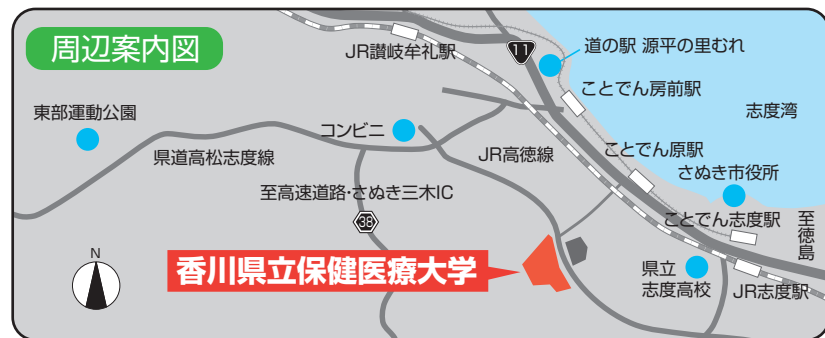 周辺案内図
JR讃岐牟礼駅
11
道の駅 源平の里むれ
ことでん房前駅
志度湾
東部運動公園
コンビニ
県道高松志度線
JR高徳線
ことでん原駅
さぬき市役所
至高速道路・さぬき三木IC
38
ことでん志度駅
至徳島
N
香川県立保健医療大学
県立
志度高校
JR志度駅